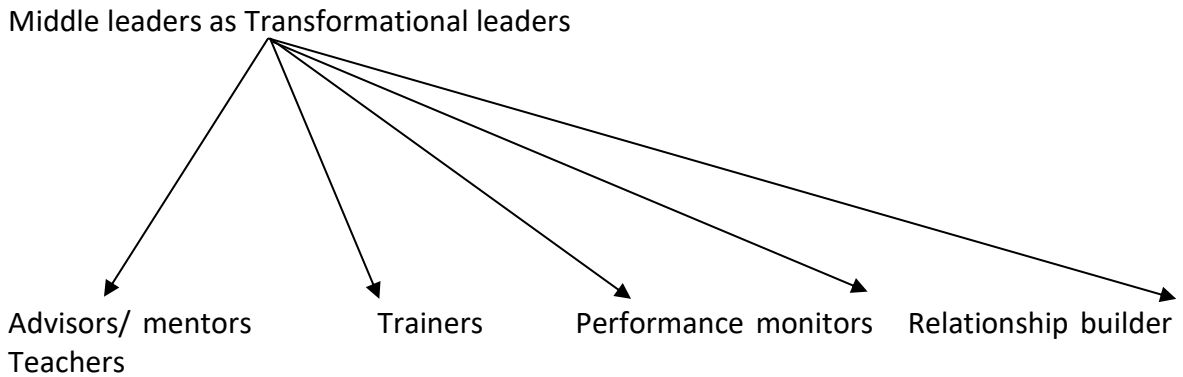 Middle leaders as Transformational leaders
Advisors/ mentors Trainers Performance monitors Relationship builder
Teachers